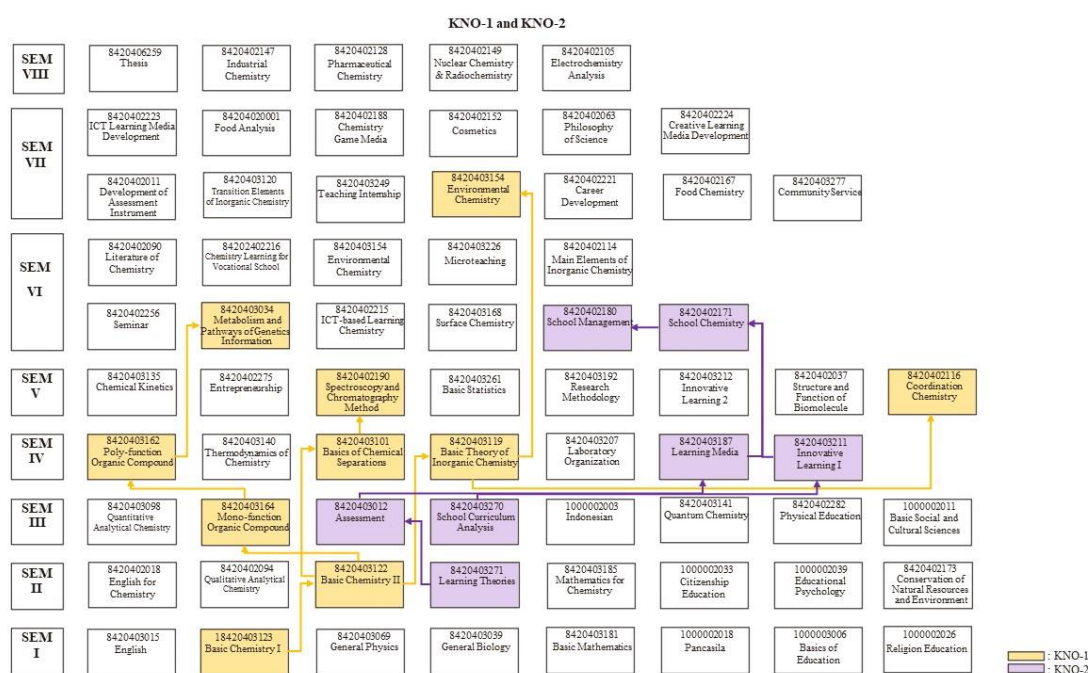 KNO-1 and KNO-2
SEM
VIII
8420406259
Thesis
8420402147
Industrial
Chemistry
8420402128
Pharmaceutical
Chemistry
8420402149
Nuclear Chemistry
& Radiochemistry
8420402105
Electrochemistry
Analysis
SEM
VII
8420402223
ICT Learning Media
Development
84204020001
Food Analysis
8420402188
Chemistry
Game Media
8420402152
Cosmetics
8420402063
Philosophy
of Science
8420402224
Creative Learning
Media Development
8420402011
Development of
Assessment
Instrument
8420403120
Transition Elements
of Inorganic Chemistry
8420403249
Teaching Internship
8420403154
Environmental
Chemistry
8420402221
Career
Development
8420402167
Food Chemistry
8420403277
Community Service
SEM
VI
8420402090
Literature of
Chemistry
84202402216
Chemistry Learning for
Vocational School
8420403154
Environmental
Chemistry
8420403226
Microteaching
8420402114
Main Elements of
Inorganic Chemistry
8420402256
Seminar
8420403034
Metabolism and
Pathways of Genetics
Information
8420402215
ICT-based Learning
Chemistry
8420403168
Surface Chemistry
8420402180
School Management
8420402171
School Chemistry
SEM
V
8420403135
Chemical Kinetics
8420402275
Entrepreneurship
8420402190
Spectroscopy and
Chromatography
Method
8420403261
Basic Statistics
8420403192
Research
Methodology
8420403212
Innovative
Learning 2
8420402037
Structure and
Function of
Biomolecule
8420402116
Coordination
Chemistry
SEM
IV
8420403162
Poly-function
Organic Compound
8420403140
Thermodynamics of
Chemistry
8420403101
Basics of Chemical
Separations
8420403119
Basic Theory of
Inorganic Chemistry
8420403207
Laboratory
Organization
8420403187
Learning Media
8420403211
Innovative
Learning I
SEM
III
8420403098
Quantitative
Analytical Chemistry
8420403164
Mono-function
Organic Compound
8420403012
Assessment
8420403270
School Curriculum
Analysis
1000002003
Indonesian
8420403141
Quantum Chemistry
8420402282
Physical Education
1000002011
Basic Social and
Cultural Sciences
SEM
II
8420402018
English for
Chemistry
8420402094
Qualitative Analytical
Chemistry
8420403122
Basic Chemistry II
8420403271
Learning Theories
8420403185
Mathematics for
Chemistry
1000002033
Citizenship
Education
1000002039
Educational
Psychology
8420402173
Conservation of
Natural Resources
and Environment
SEM
I
8420403015
English
18420403123
Basic Chemistry I
8420403069
General Physics
8420403039
General Biology
8420403181
Basic Mathematics
1000002018
Pancasila
1000003006
Basics of
Education
1000002026
Religion Education
: KNO-1
: KNO-2